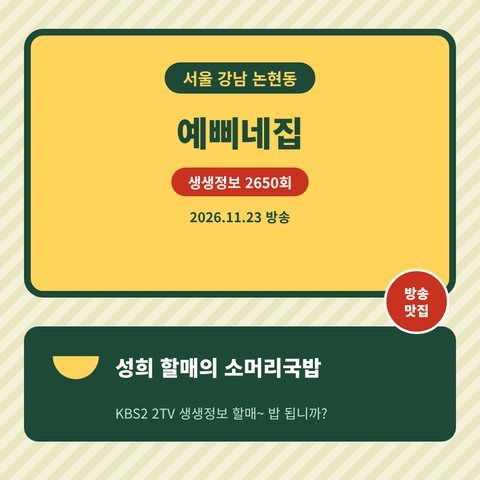 서울 강남 논현동
예삐네집
생생정보 2650회
2026.11.23 방송
방송
맛집
성희 할매의 소머리국밥
KBS2 2TV 생생정보 할매~ 밥 됩니까?